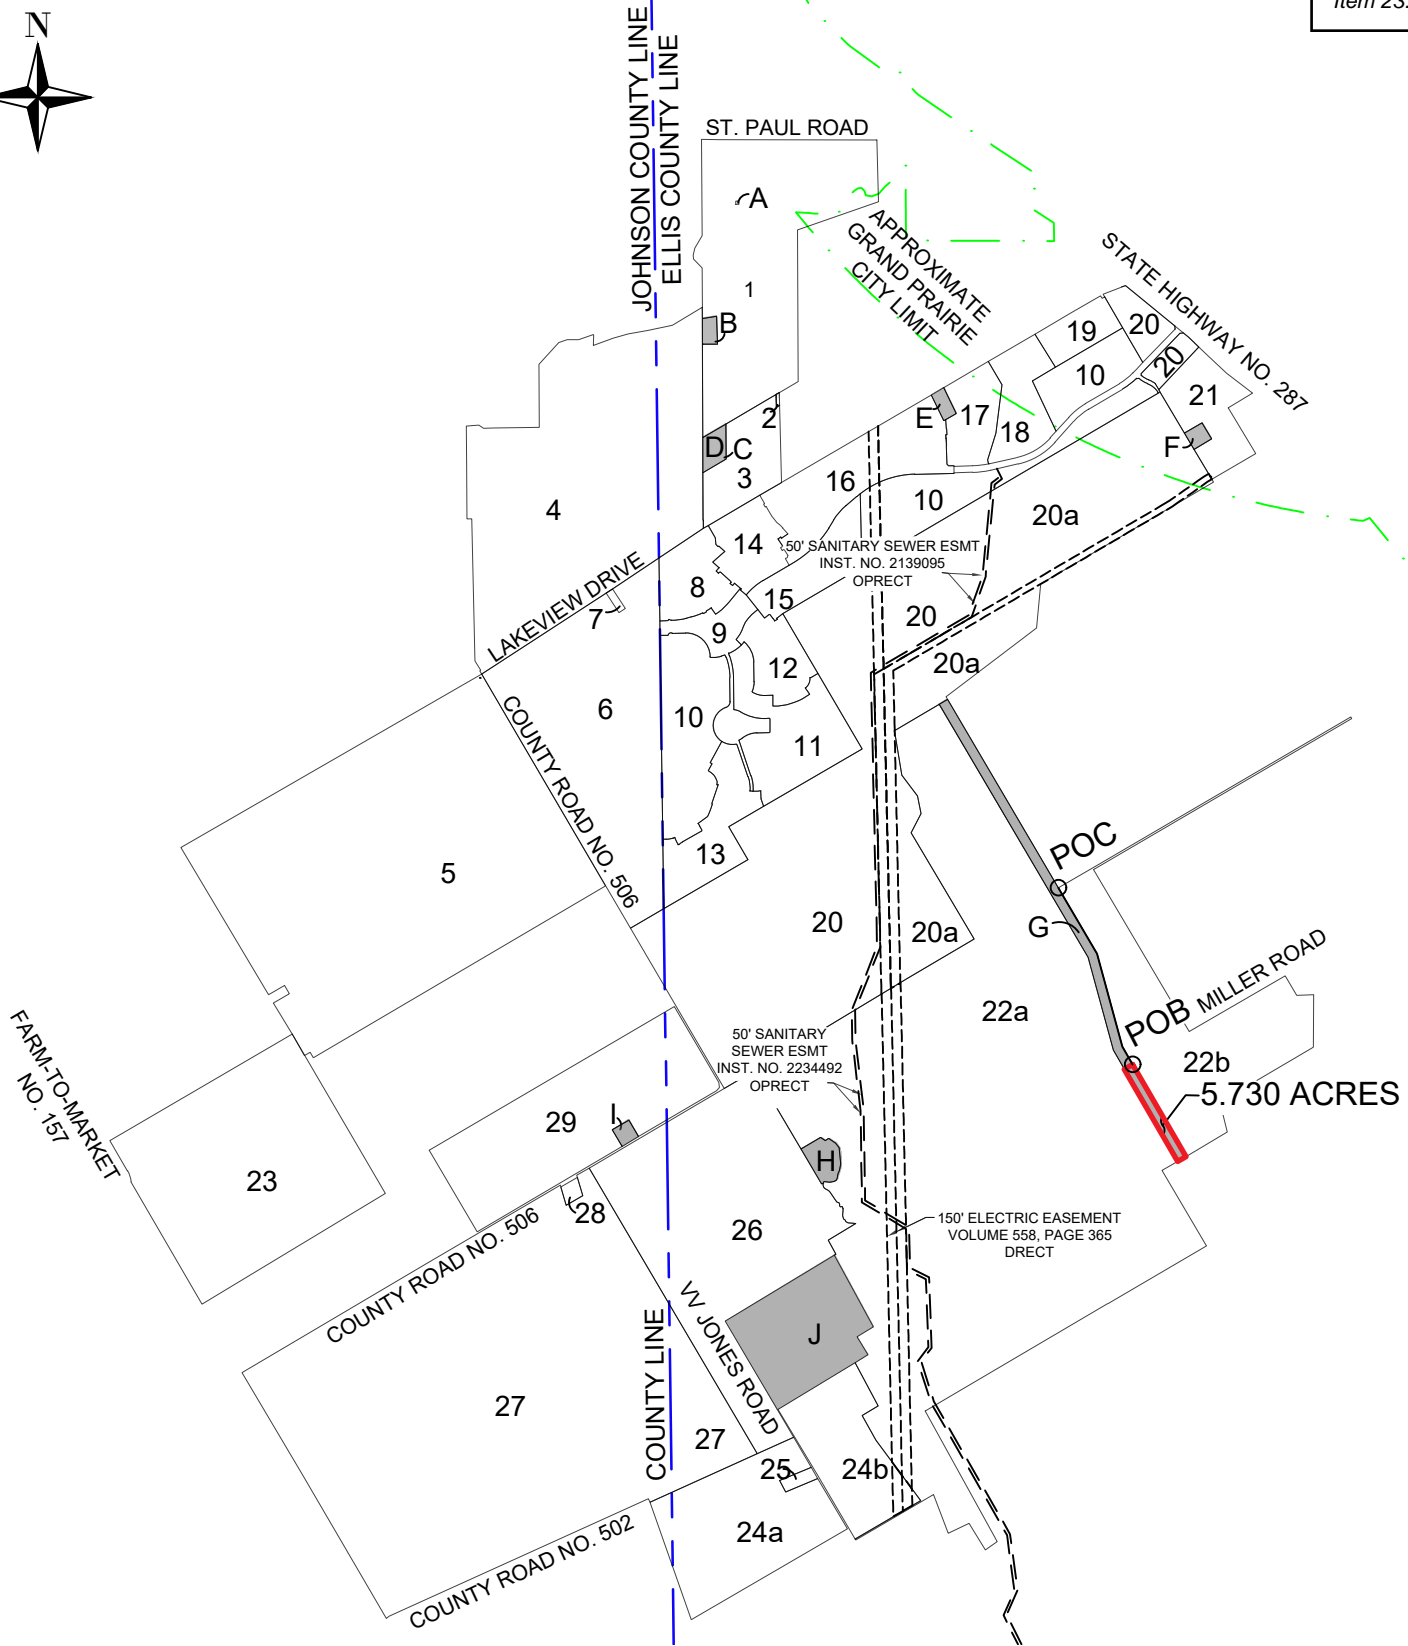 Item 23.
N
JOHNSON COUNTY LINE
ELLIS COUNTY LINE
ST. PAUL ROAD
A
1
B
APPROXIMATE
GRAND PRAIRIE
CITY LIMIT
STATE HIGHWAY NO. 287
19
20
20
10
21
E
17
18
F
2
D
C
3
16
10
20a
4
14
50' SANITARY SEWER ESMT
INST. NO. 2139095
OPRECT
LAKEVIEW DRIVE
8
7
15
20
9
12
20a
6
10
11
COUNTY ROAD NO. 506
13
5
POC
20
20a
G
MILLER ROAD
POB
22a
22b
5.730 ACRES
FARM-TO-MARKET
NO. 157
50' SANITARY
SEWER ESMT
INST. NO. 2234492
OPRECT
29
I
H
23
28
26
150' ELECTRIC EASEMENT
VOLUME 558, PAGE 365
DRECT
COUNTY ROAD NO. 506
VV JONES ROAD
J
COUNTY LINE
27
27
25
24b
24a
COUNTY ROAD NO. 502